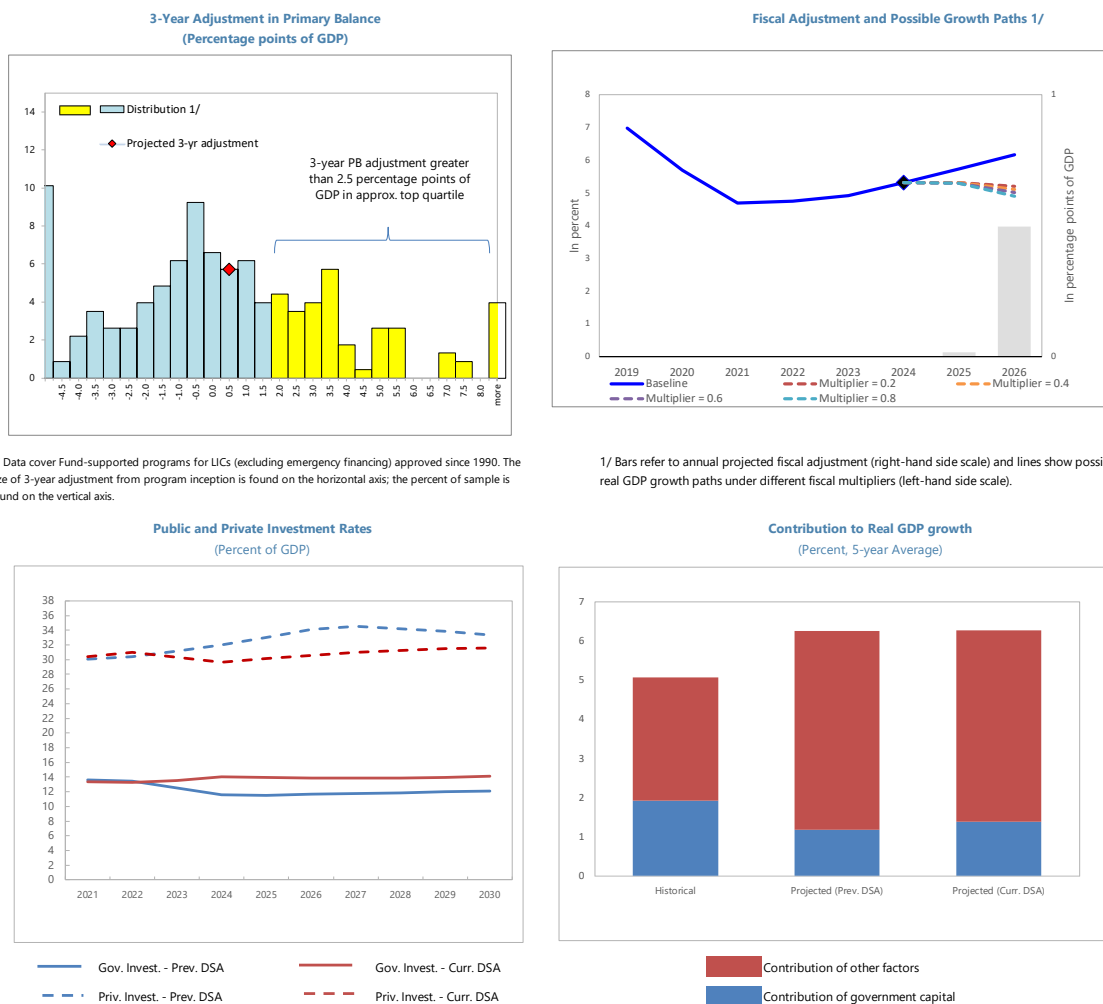 3-Year Adjustment in Primary Balance
(Percentage points of GDP)
14
12
10
8
6
4
2
0
Distribution 1/
Projected 3-yr adjustment
3-year PB adjustment greater
than 2.5 percentage points of
GDP in approx. top quartile
-4.5
-4.0
-3.5
-3.0
-2.5
-2.0
-1.5
-1.0
-0.5
0.0
0.5
1.0
1.5
2.0
2.5
3.0
3.5
4.0
4.5
5.0
5.5
6.0
6.5
7.0
7.5
8.0
more
Data cover Fund-supported programs for LICs (excluding emergency financing) approved since 1990. The
of 3-year adjustment from program inception is found on the horizontal axis; the percent of sample is
on the vertical axis.
Fiscal Adjustment and Possible Growth Paths 1/
8
7
6
5
4
3
2
1
0
In percent
1
0
In percentage points of GDP
2019 2020 2021 2022 2023 2024 2025 2026
Baseline Multiplier = 0.2 Multiplier = 0.4
Multiplier = 0.6 Multiplier = 0.8
1/ Bars refer to annual projected fiscal adjustment (right-hand side scale) and lines show possi
real GDP growth paths under different fiscal multipliers (left-hand side scale).
Public and Private Investment Rates
(Percent of GDP)
38
36
34
32
30
28
26
24
22
20
18
16
14
12
10
8
6
4
2
0
2021 2022 2023 2024 2025 2026 2027 2028 2029 2030
Gov. Invest. - Prev. DSA Gov. Invest. - Curr. DSA
Priv. Invest. - Prev. DSA Priv. Invest. - Curr. DSA
Contribution to Real GDP growth
(Percent, 5-year Average)
7
6
5
4
3
2
1
0
Historical Projected (Prev. DSA) Projected (Curr. DSA)
Contribution of other factors
Contribution of government capital